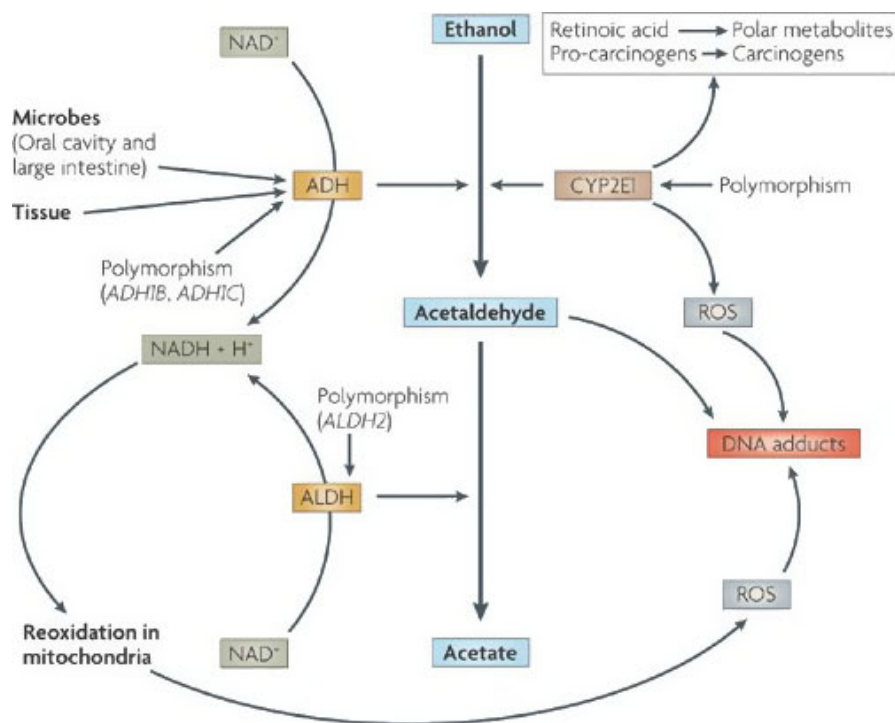 NAD⁺
Ethanol
Retinoic acid Polar metabolites
Pro-carcinogens Carcinogens
Microbes
(Oral cavity and
large intestine)
ADH
CYP2E1
Polymorphism
Tissue
Polymorphism
(ADH1B, ADH1C)
Acetaldehyde
ROS
NADH + H⁺
Polymorphism
(ALDH2)
DNA adducts
ALDH
ROS
Reoxidation in
mitochondria
NAD⁺
Acetate